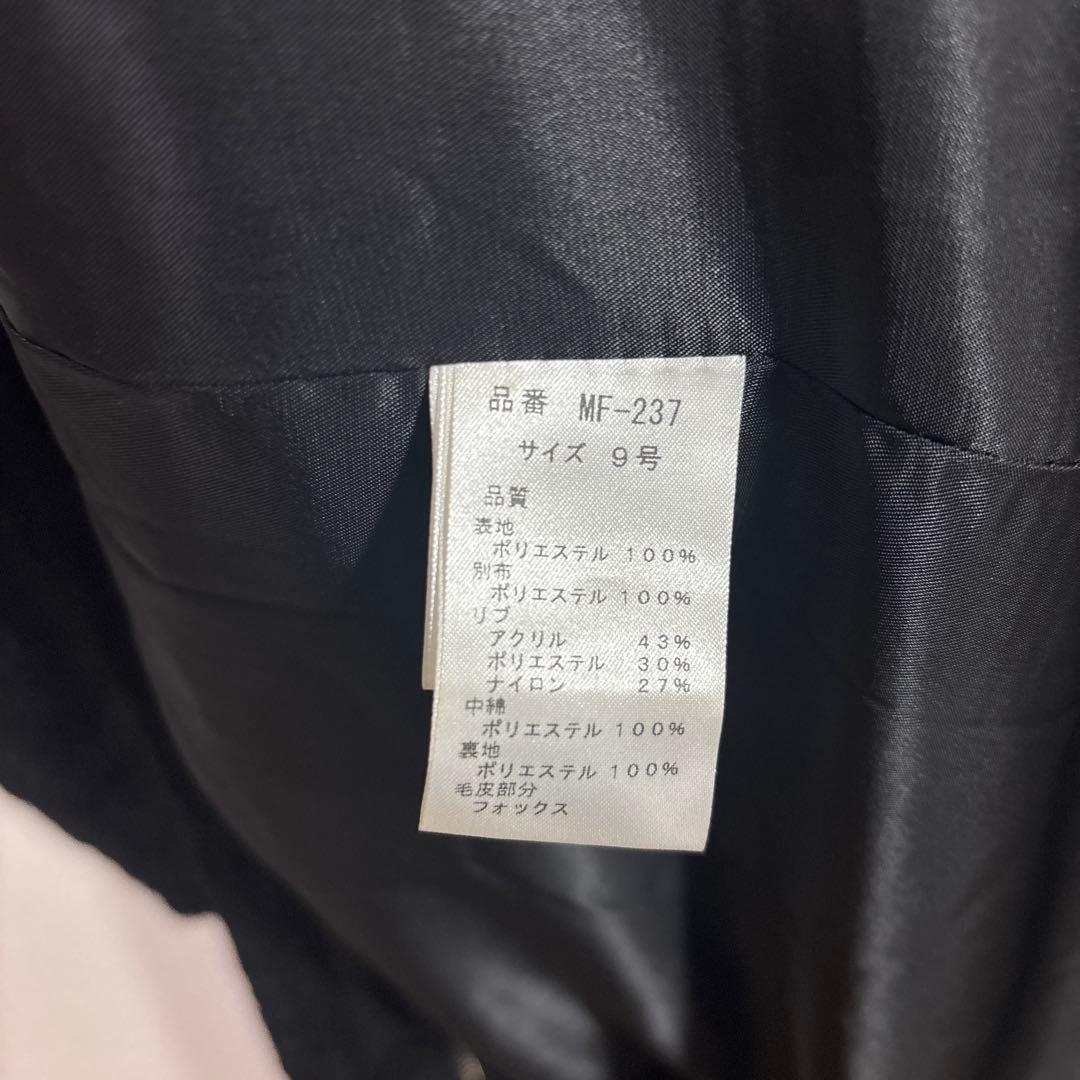 品番 MF-237
サイズ 9号
品質
表地
ポリエステル 100%
別布
ポリエステル 100%
リブ
アクリル 43%
ポリエステル 30%
ナイロン 27%
中綿
ポリエステル 100%
裏地
ポリエステル 100%
毛皮部分
フォックス